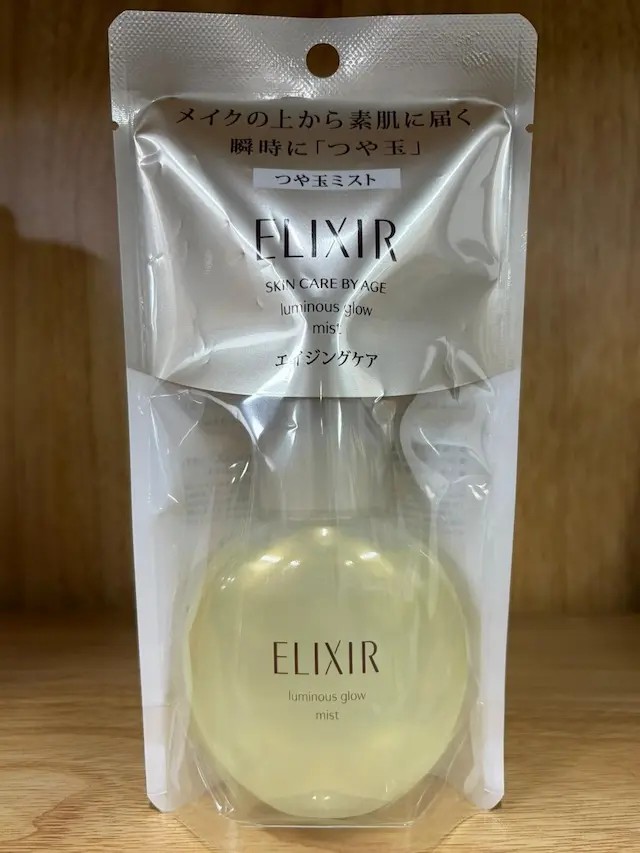 メイクの上から素肌に届く
瞬時に「つや玉」
つや玉ミスト
ELIXIR
SKiN CARE BY AGE
luminous glow
mist
エイジングケア
ELIXIR
luminous glow
mist